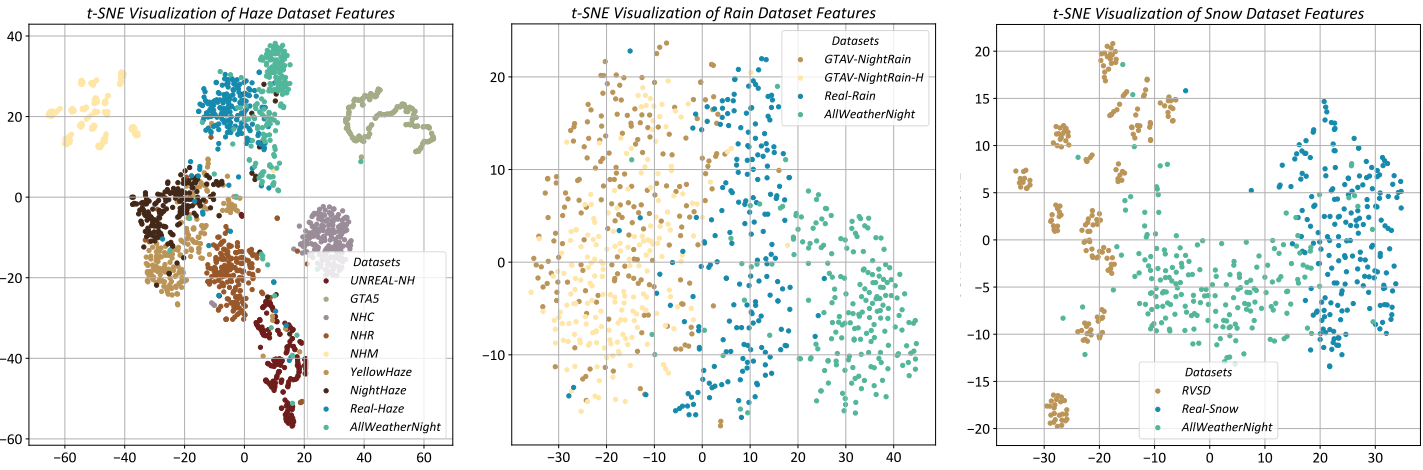 t-SNE Visualization of Haze Dataset Features
40
20
0
−20
−40
−60
−60 −40 −20 0 20 40 60
Datasets
UNREAL-NH
GTA5
NHC
NHR
NHM
YellowHaze
NightHaze
Real-Haze
AllWeatherNight
t-SNE Visualization of Rain Dataset Features
20
10
0
−10
−30 −20 −10 0 10 20 30 40
Datasets
GTAV-NightRain
GTAV-NightRain-H
Real-Rain
AllWeatherNight
t-SNE Visualization of Snow Dataset Features
20
15
10
5
0
−5
−10
−15
−20
−30 −20 −10 0 10 20 30
Datasets
RVSD
Real-Snow
AllWeatherNight